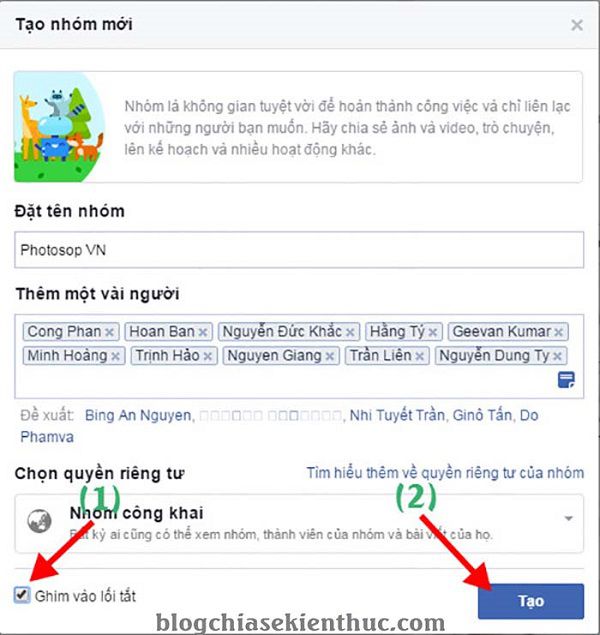 Tạo nhóm mới
Nhóm là không gian tuyệt vời để hoàn thành công việc và chỉ liên lạc
với những người bạn muốn. Hãy chia sẻ ảnh và video, trò chuyện,
lên kế hoạch và nhiều hoạt động khác.
Đặt tên nhóm
Photosop VN
Thêm một vài người
Cong Phan × Hoan Ban × Nguyễn Đức Khắc × Hằng Tý × Geevan Kumar ×
Minh Hoàng × Trịnh Hảo × Nguyen Giang × Trần Liên × Nguyễn Dung Ty ×
Đề xuất: Bing An Nguyen, □□□□□□ □□□□□□□, Nhi Tuyết Trần, Ginô Tấn, Do
Phamva
Chọn quyền riêng tư Tìm hiểu thêm về quyền riêng tư của nhóm
(1) (2)
Nhóm công khai
Bất kỳ ai cũng có thể xem nhóm, thành viên của nhóm và bài viết của họ.
Ghim vào lối tắt Tạo
blogchiasekienthuc.com